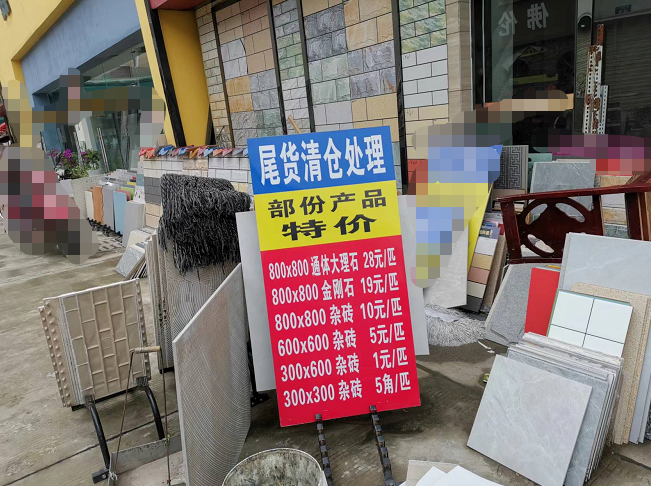 佛伦
尾货清仓处理
部份产品
特价
800x800 通体大理石 28元/匹
800x800 金刚石 19元/匹
800x800 杂砖 10元/匹
600x600 杂砖 5元/匹
300x600 杂砖 1元/匹
300x300 杂砖 5角/匹